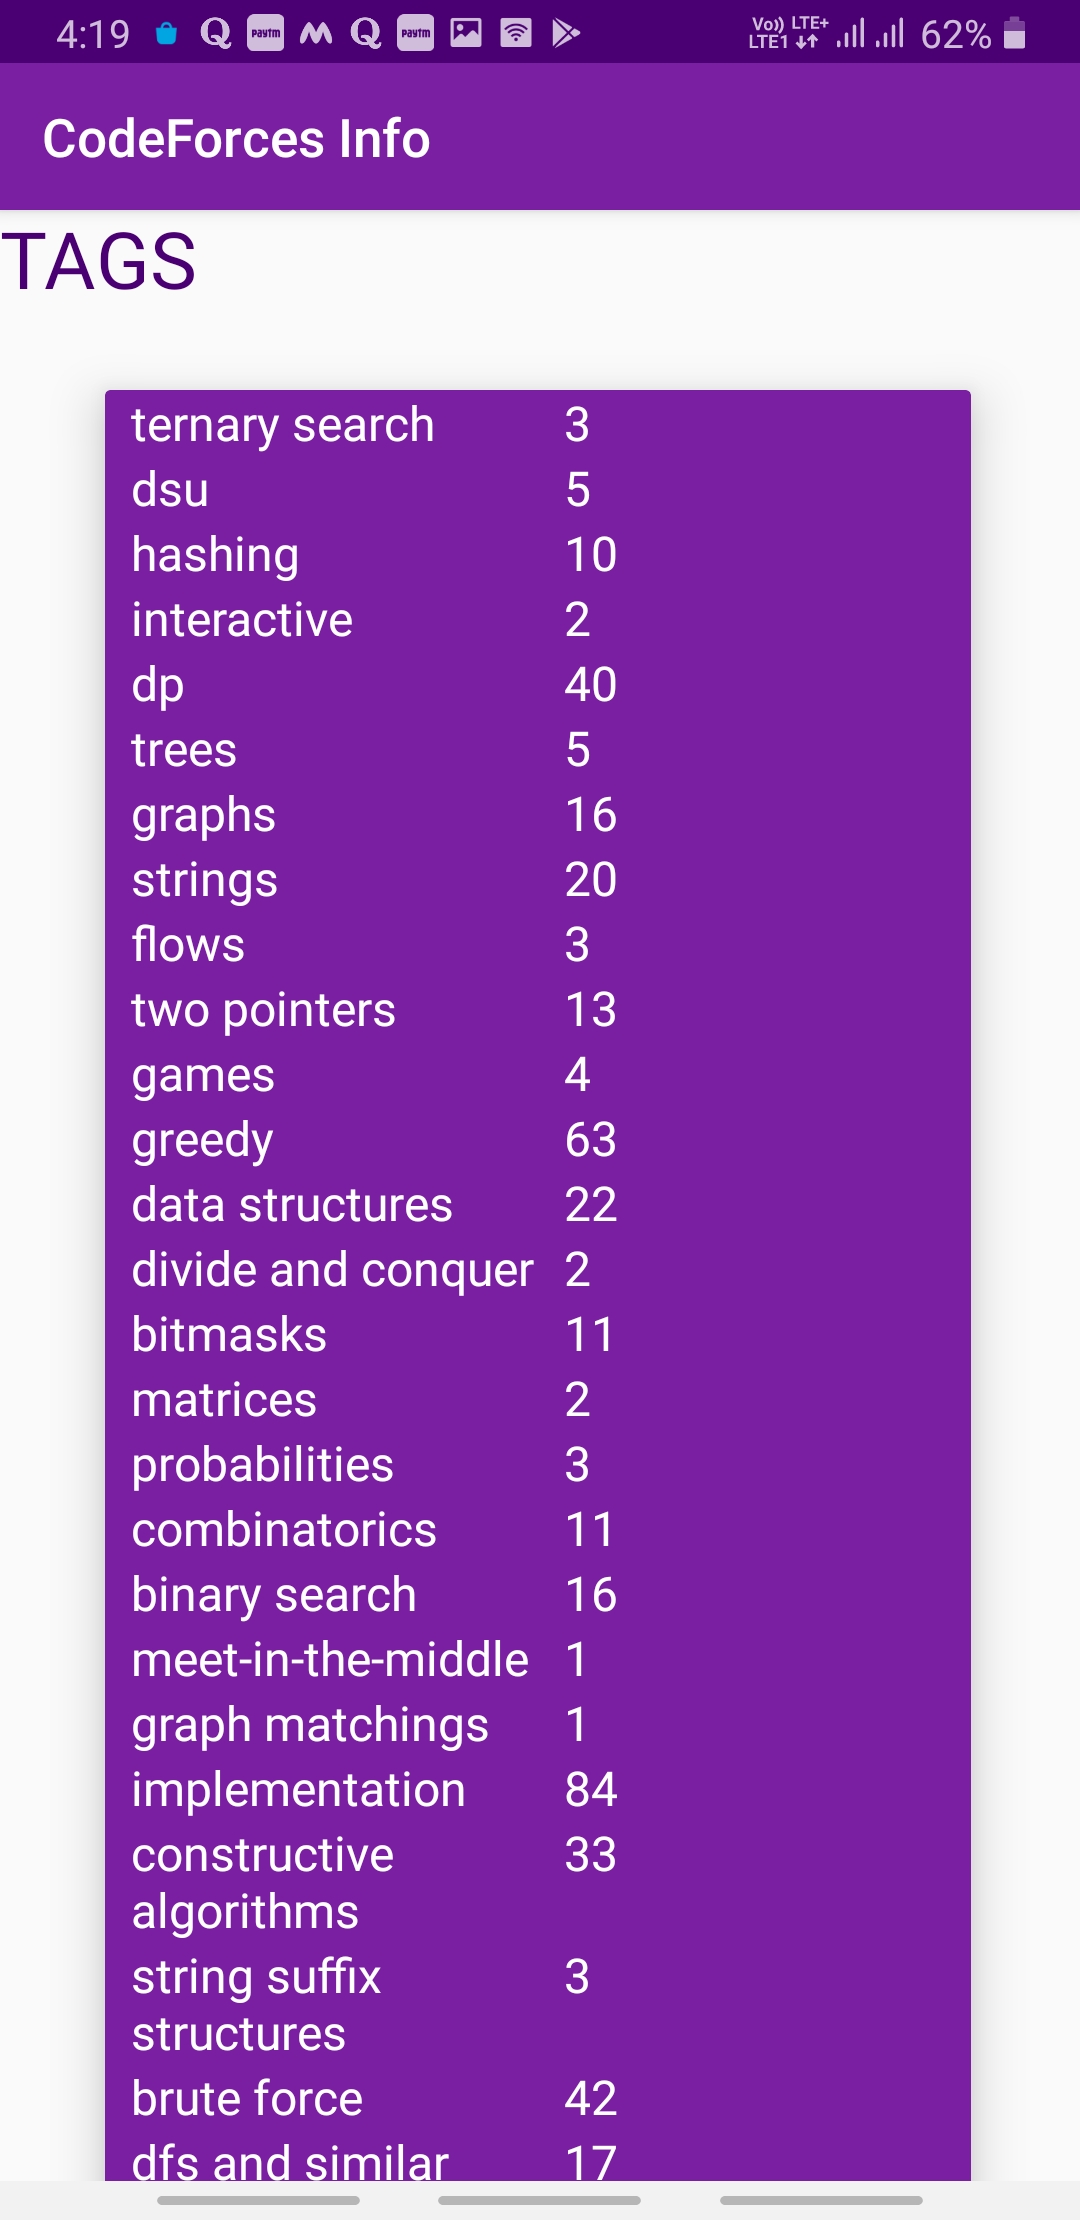 4:19 Q Paytm Q Paytm Vo)) LTE+ LTE1 62%
CodeForces Info
TAGS
ternary search 3
dsu 5
hashing 10
interactive 2
dp 40
trees 5
graphs 16
strings 20
flows 3
two pointers 13
games 4
greedy 63
data structures 22
divide and conquer 2
bitmasks 11
matrices 2
probabilities 3
combinatorics 11
binary search 16
meet-in-the-middle 1
graph matchings 1
implementation 84
constructive 33
algorithms
string suffix 3
structures
brute force 42
dfs and similar 17